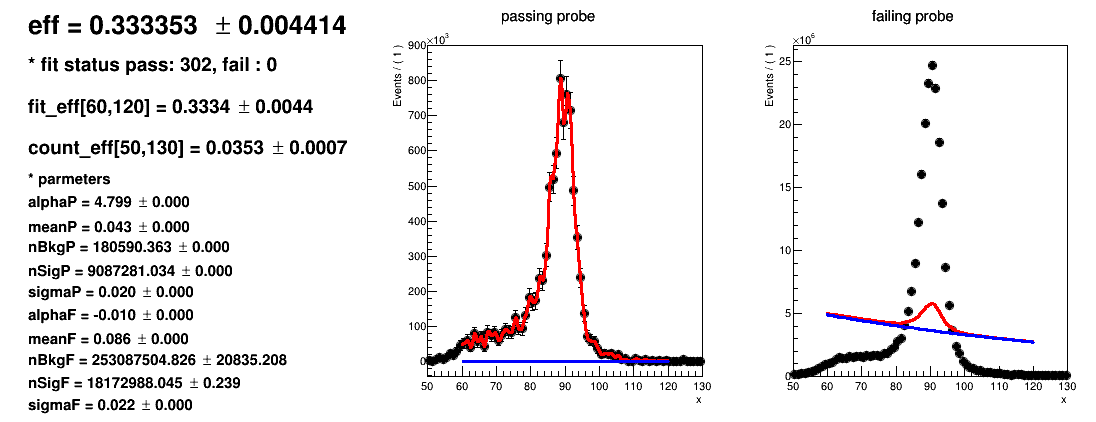 eff = 0.333353 ± 0.004414
* fit status pass: 302, fail : 0
fit_eff[60,120] = 0.3334 ± 0.0044
count_eff[50,130] = 0.0353 ± 0.0007
* parmeters
alphaP = 4.799 ± 0.000
meanP = 0.043 ± 0.000
nBkgP = 180590.363 ± 0.000
nSigP = 9087281.034 ± 0.000
sigmaP = 0.020 ± 0.000
alphaF = -0.010 ± 0.000
meanF = 0.086 ± 0.000
nBkgF = 253087504.826 ± 20835.208
nSigF = 18172988.045 ± 0.239
sigmaF = 0.022 ± 0.000
passing probe
×10³
Events / ( 1 )
900
800
700
600
500
400
300
200
100
0
50 60 70 80 90 100 110 120 130
x
failing probe
×10⁶
Events / ( 1 )
25
20
15
10
5
0
50 60 70 80 90 100 110 120 130
x